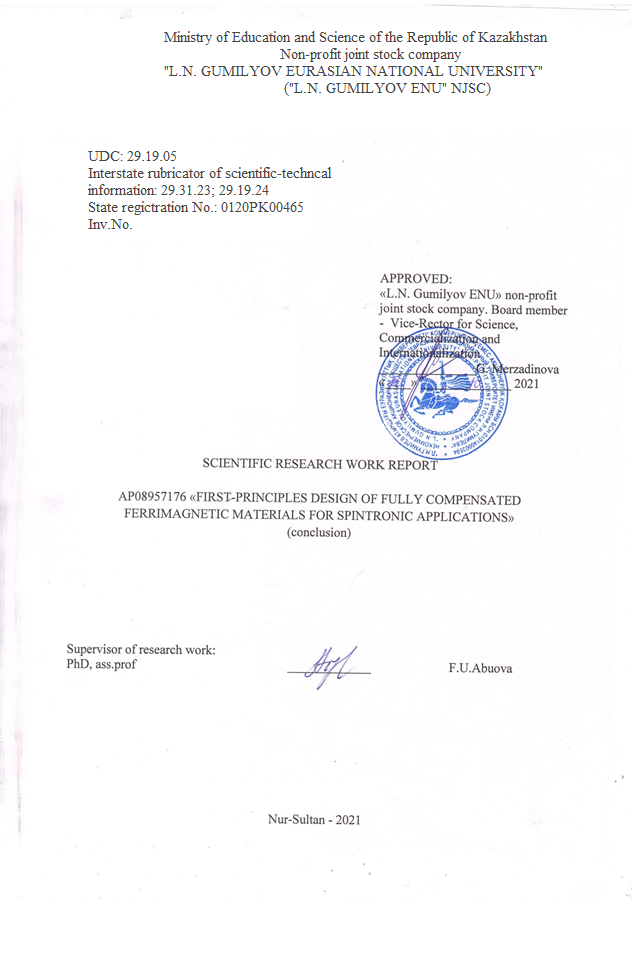 Ministry of Education and Science of the Republic of Kazakhstan
Non-profit joint stock company
"L.N. GUMILYOV EURASIAN NATIONAL UNIVERSITY"
("L.N. GUMILYOV ENU" NJSC)
UDC: 29.19.05
Interstate rubricator of scientific-techncal
information: 29.31.23; 29.19.24
State regictration No.: 0120PK00465
Inv.No.
APPROVED:
«L.N. Gumilyov ENU» non-profit
joint stock company. Board member
- Vice-Rector for Science,
Commercialization and
Internationalization
G. Merzadinova
« » 2021
SCIENTIFIC RESEARCH WORK REPORT
AP08957176 «FIRST-PRINCIPLES DESIGN OF FULLY COMPENSATED
FERRIMAGNETIC MATERIALS FOR SPINTRONIC APPLICATIONS»
(conclusion)
Supervisor of research work:
PhD, ass.prof F.U.Abuova
Nur-Sultan - 2021